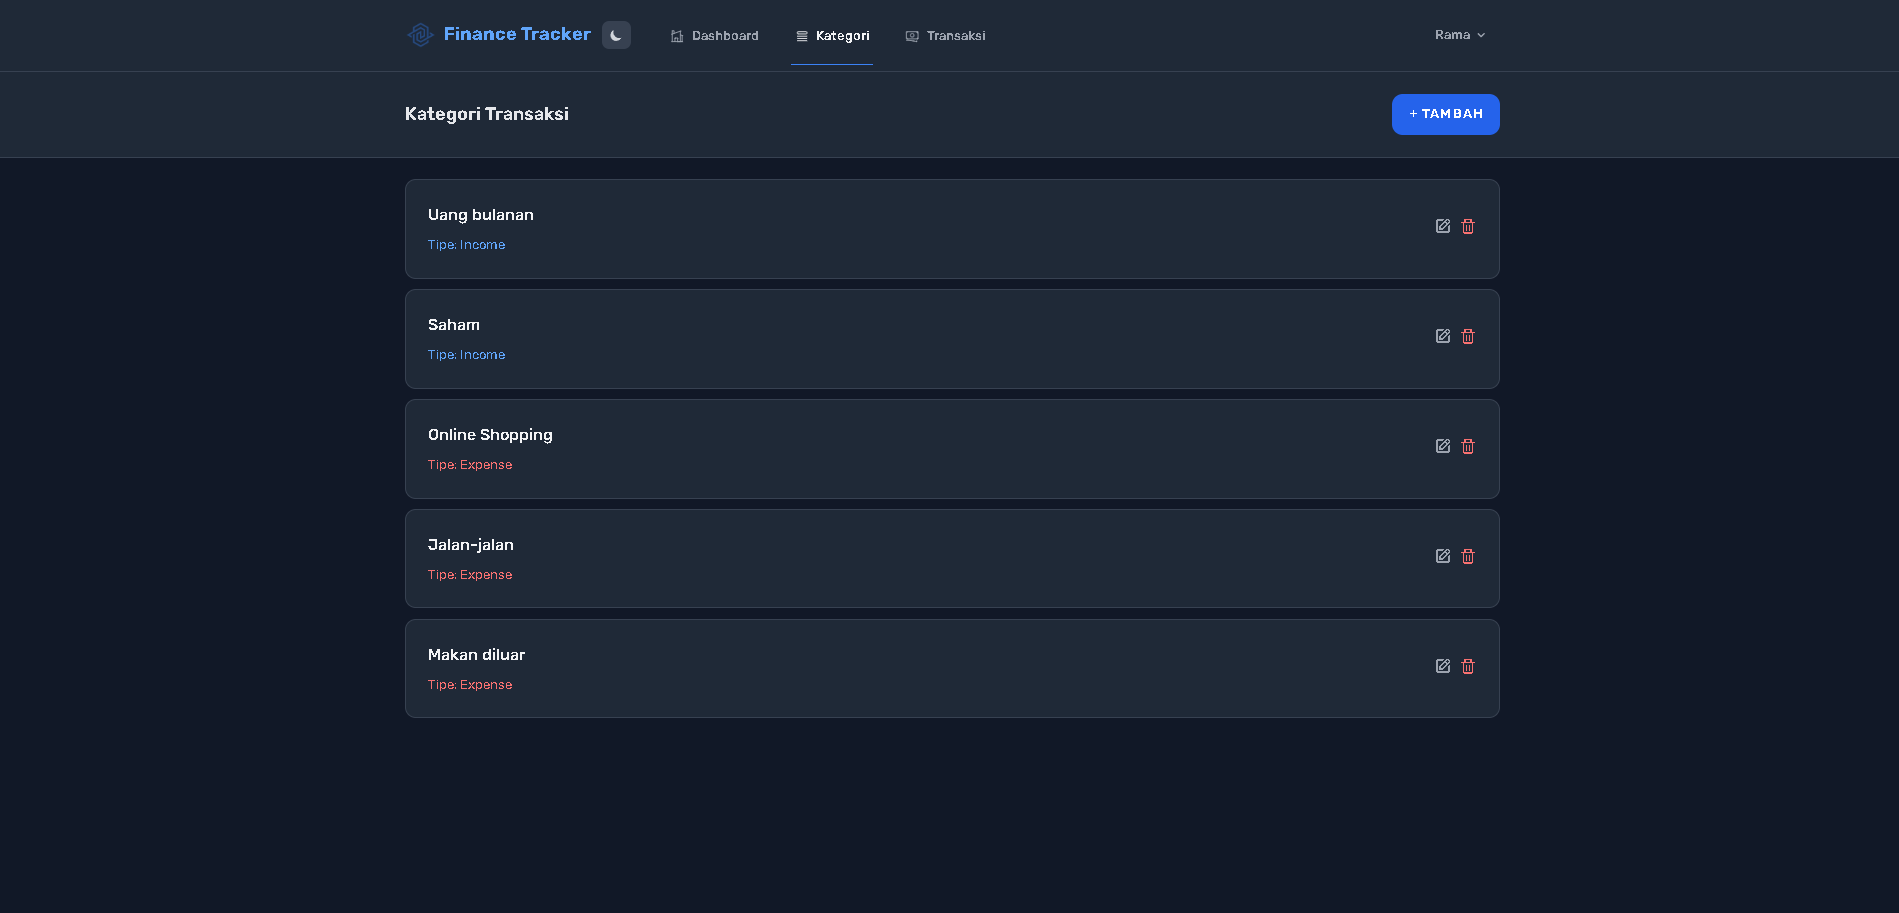 Finance Tracker
Dashboard
Kategori
Transaksi
Rama
Kategori Transaksi
+ TAMBAH
Uang bulanan
Tipe: Income
Saham
Tipe: Income
Online Shopping
Tipe: Expense
Jalan-jalan
Tipe: Expense
Makan diluar
Tipe: Expense